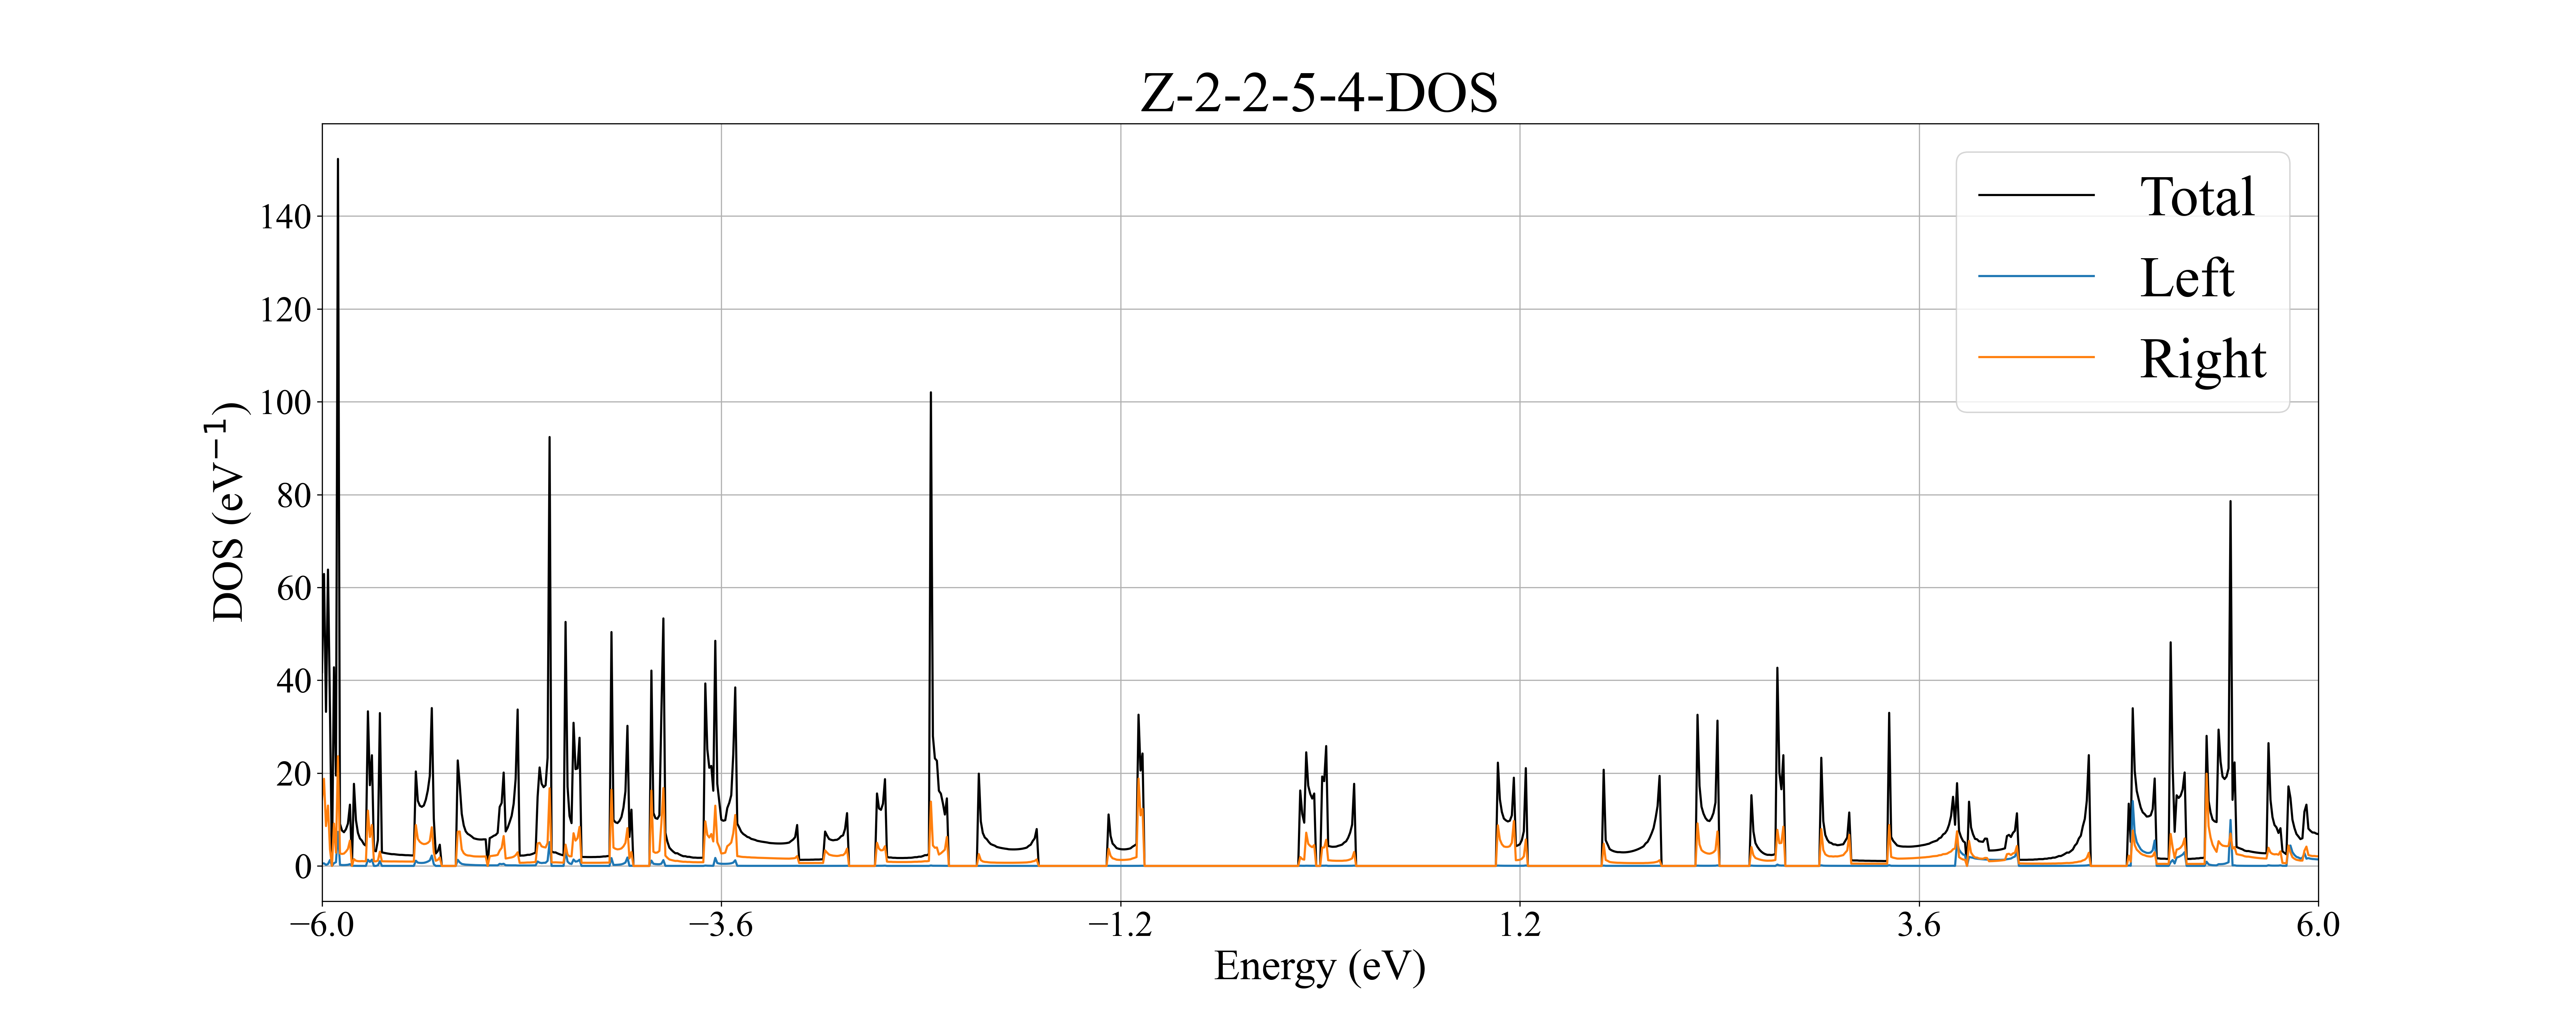 Z-2-2-5-4-DOS
Total
Left
Right
DOS (eV⁻¹)
140
120
100
80
60
40
20
0
−6.0 −3.6 −1.2 1.2 3.6 6.0
Energy (eV)